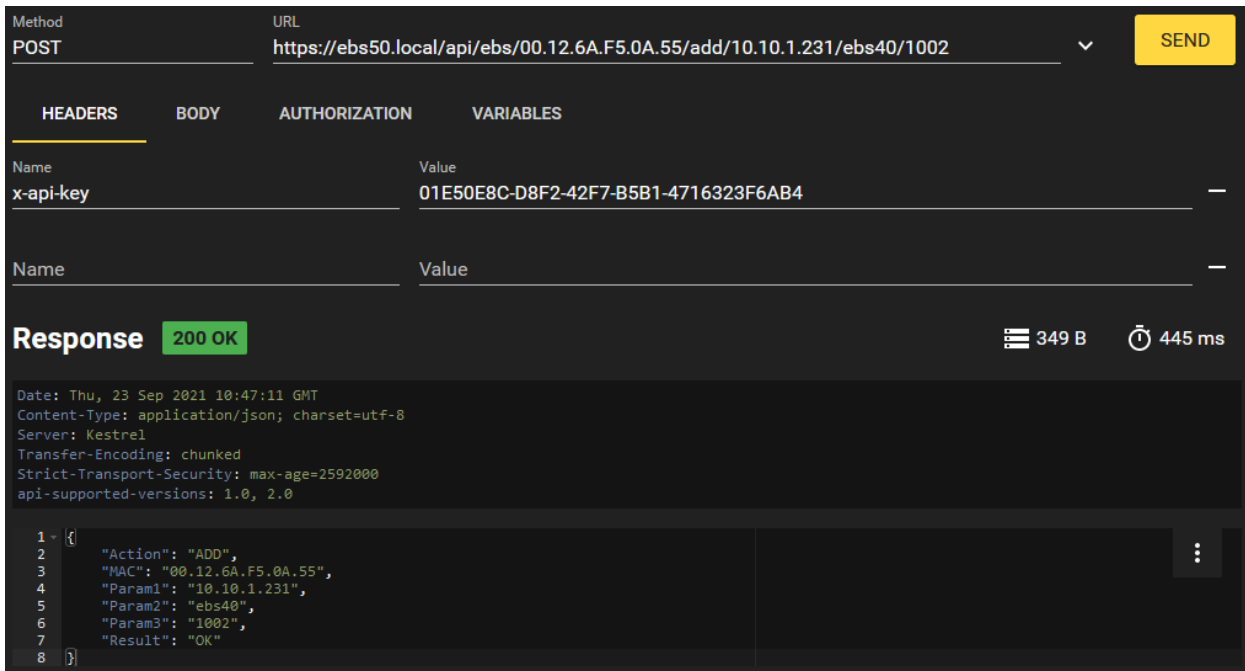 Method
POST
URL
https://ebs50.local/api/ebs/00.12.6A.F5.0A.55/add/10.10.1.231/ebs40/1002
SEND
HEADERS BODY AUTHORIZATION VARIABLES
Name Value
x-api-key 01E50E8C-D8F2-42F7-B5B1-4716323F6AB4
Name Value
Response 200 OK 349 B 445 ms
Date: Thu, 23 Sep 2021 10:47:11 GMT
Content-Type: application/json; charset=utf-8
Server: Kestrel
Transfer-Encoding: chunked
Strict-Transport-Security: max-age=2592000
api-supported-versions: 1.0, 2.0
1 {
2 "Action": "ADD",
3 "MAC": "00.12.6A.F5.0A.55",
4 "Param1": "10.10.1.231",
5 "Param2": "ebs40",
6 "Param3": "1002",
7 "Result": "OK"
8 }